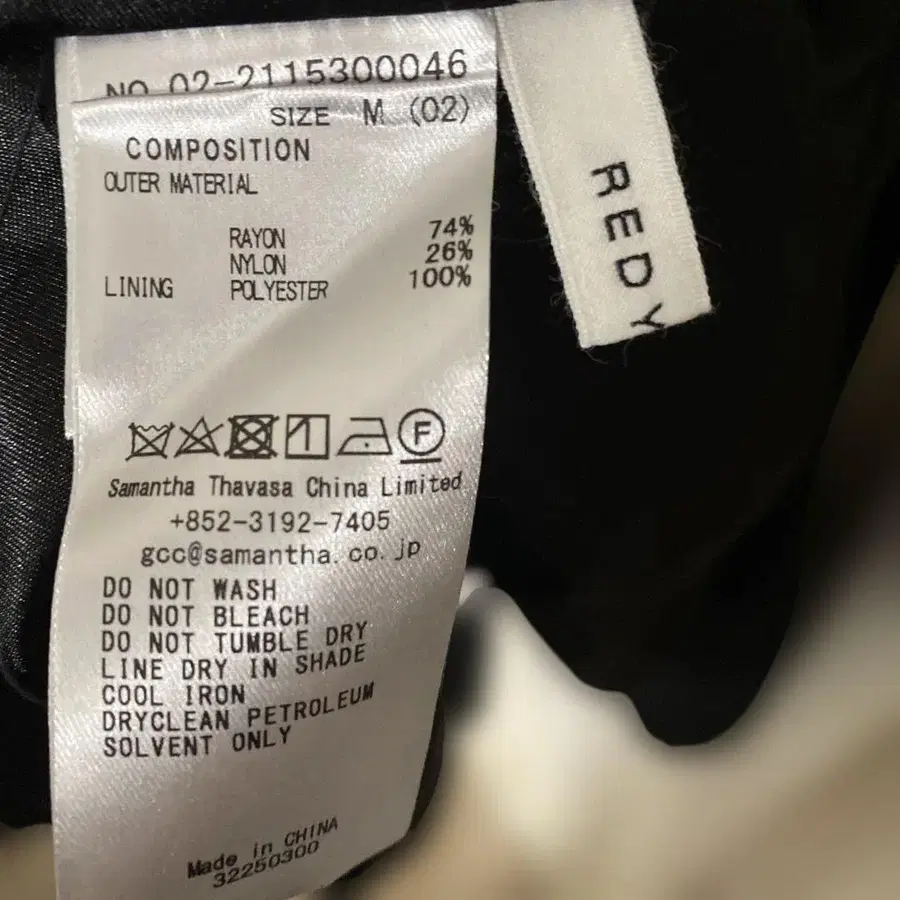 NO 02-2115300046
SIZE M (02)
COMPOSITION
OUTER MATERIAL
RAYON 74%
NYLON 26%
LINING POLYESTER 100%
F
Samantha Thavasa China Limited
+852-3192-7405
gcc@samantha.co.jp
DO NOT WASH
DO NOT BLEACH
DO NOT TUMBLE DRY
LINE DRY IN SHADE
COOL IRON
DRYCLEAN PETROLEUM
SOLVENT ONLY
Made in CHINA
32250300
REDY